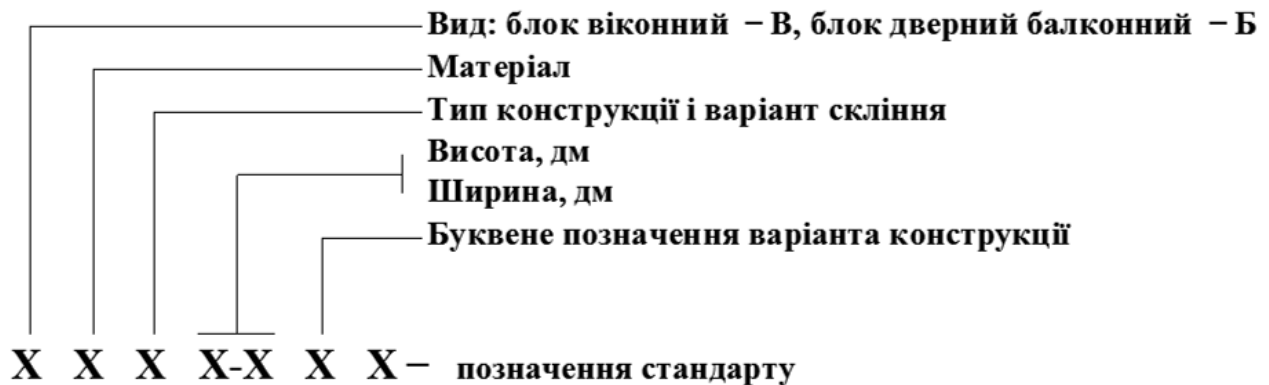 Вид: блок віконний – В, блок дверний балконний – Б
Матеріал
Тип конструкції і варіант скління
Висота, дм
Ширина, дм
Буквене позначення варіанта конструкції
Х Х Х Х-Х Х Х – позначення стандарту